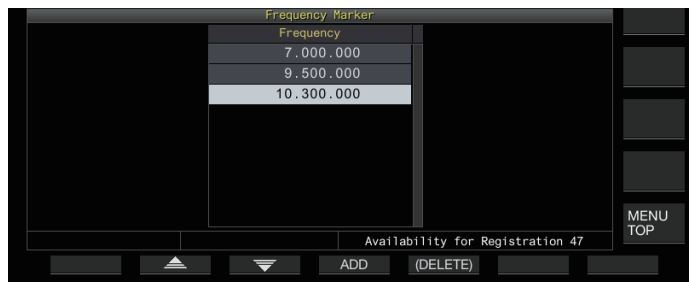 Frequency Marker
Frequency
7.000.000
9.500.000
10.300.000
MENU
TOP
Availability for Registration 47
ADD
(DELETE)